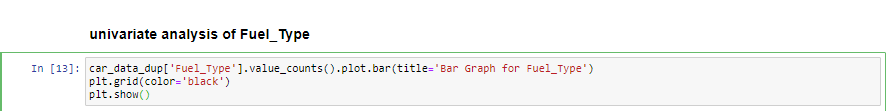 univariate analysis of Fuel_Type
In [13]: car_data_dup['Fuel_Type'].value_counts().plot.bar(title='Bar Graph for Fuel_Type')
plt.grid(color='black')
plt.show()